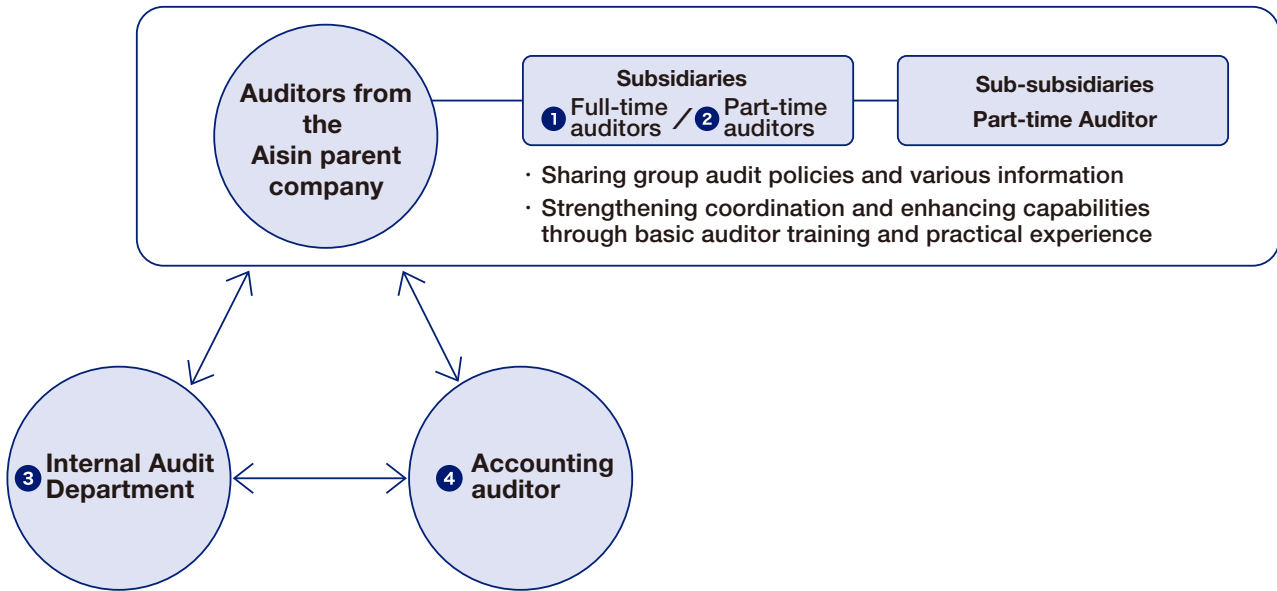 Auditors from
the
Aisin parent
company
Subsidiaries
1 Full-time auditors / 2 Part-time auditors
Sub-subsidiaries
Part-time Auditor
· Sharing group audit policies and various information
· Strengthening coordination and enhancing capabilities
through basic auditor training and practical experience
3 Internal Audit
Department
4 Accounting
auditor